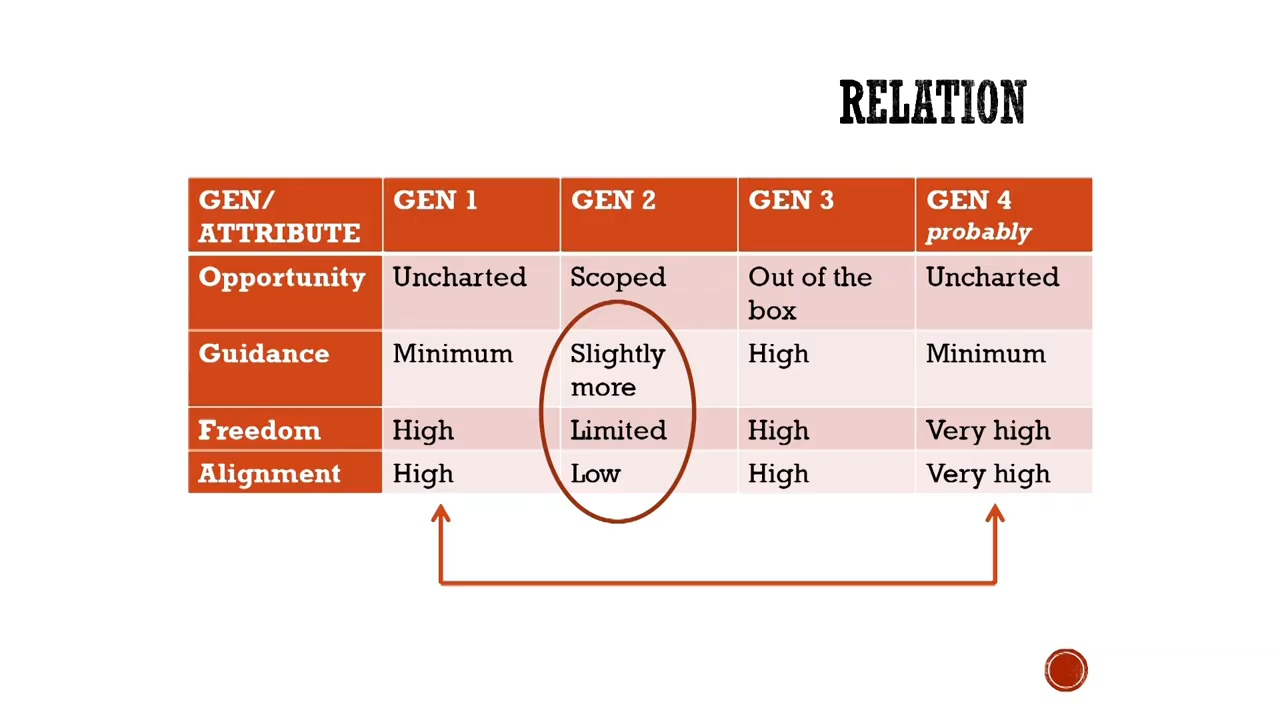 RELATION
GEN/ GEN 1 GEN 2 GEN 3 GEN 4
ATTRIBUTE probably
Opportunity Uncharted Scoped Out of the Uncharted
box
Guidance Minimum Slightly High Minimum
more
Freedom High Limited High Very high
Alignment High Low High Very high